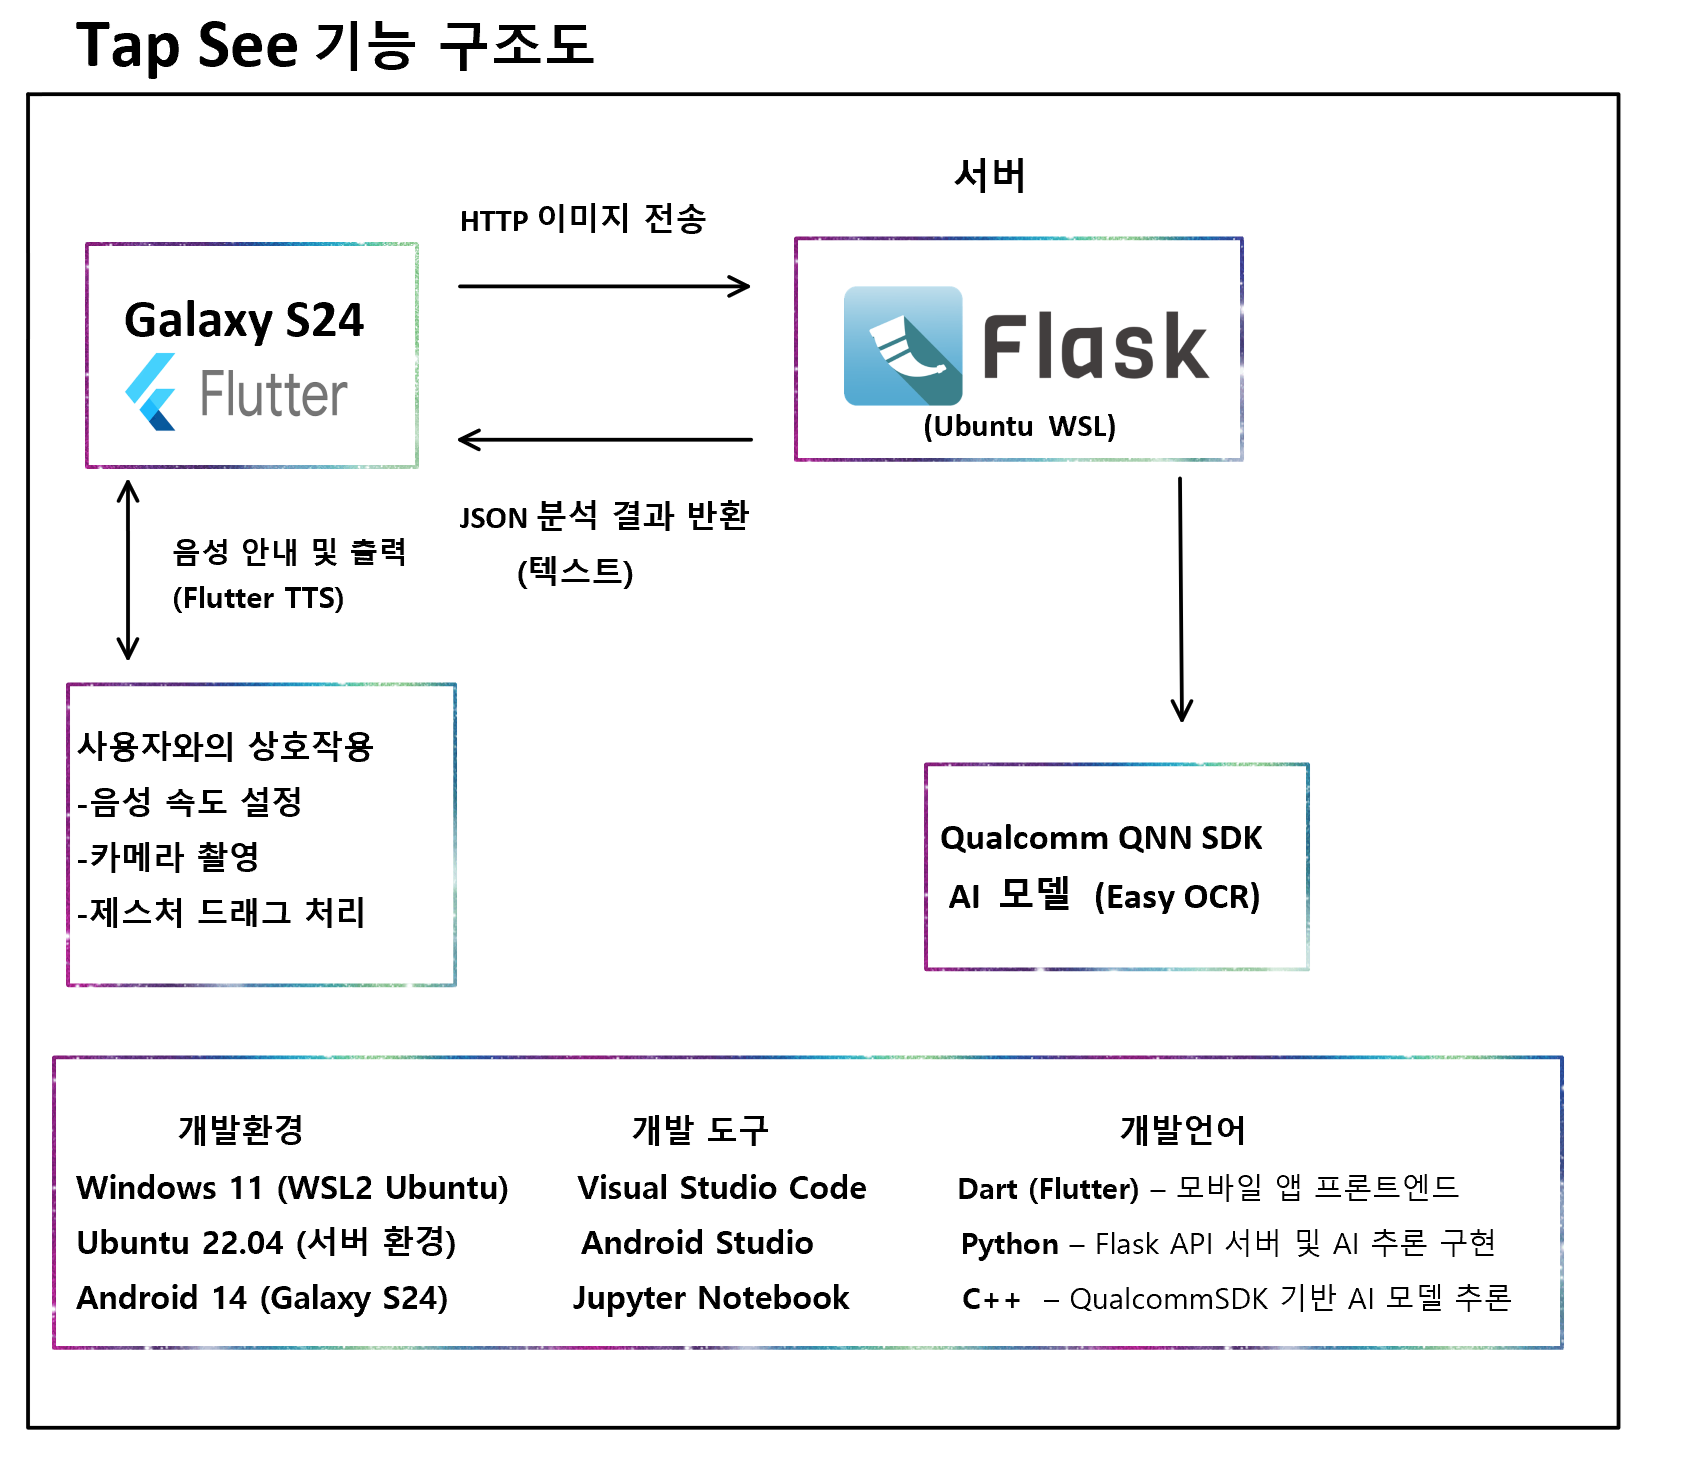 Tap See 기능 구조도
서버
HTTP 이미지 전송
Galaxy S24
Flutter
Flask
(Ubuntu WSL)
JSON 분석 결과 반환
(텍스트)
음성 안내 및 출력
(Flutter TTS)
사용자와의 상호작용
-음성 속도 설정
-카메라 촬영
-제스처 드래그 처리
Qualcomm QNN SDK
AI 모델 (Easy OCR)
개발환경
Windows 11 (WSL2 Ubuntu)
Ubuntu 22.04 (서버 환경)
Android 14 (Galaxy S24)
개발 도구
Visual Studio Code
Android Studio
Jupyter Notebook
개발언어
Dart (Flutter) – 모바일 앱 프론트엔드
Python – Flask API 서버 및 AI 추론 구현
C++ – QualcommSDK 기반 AI 모델 추론